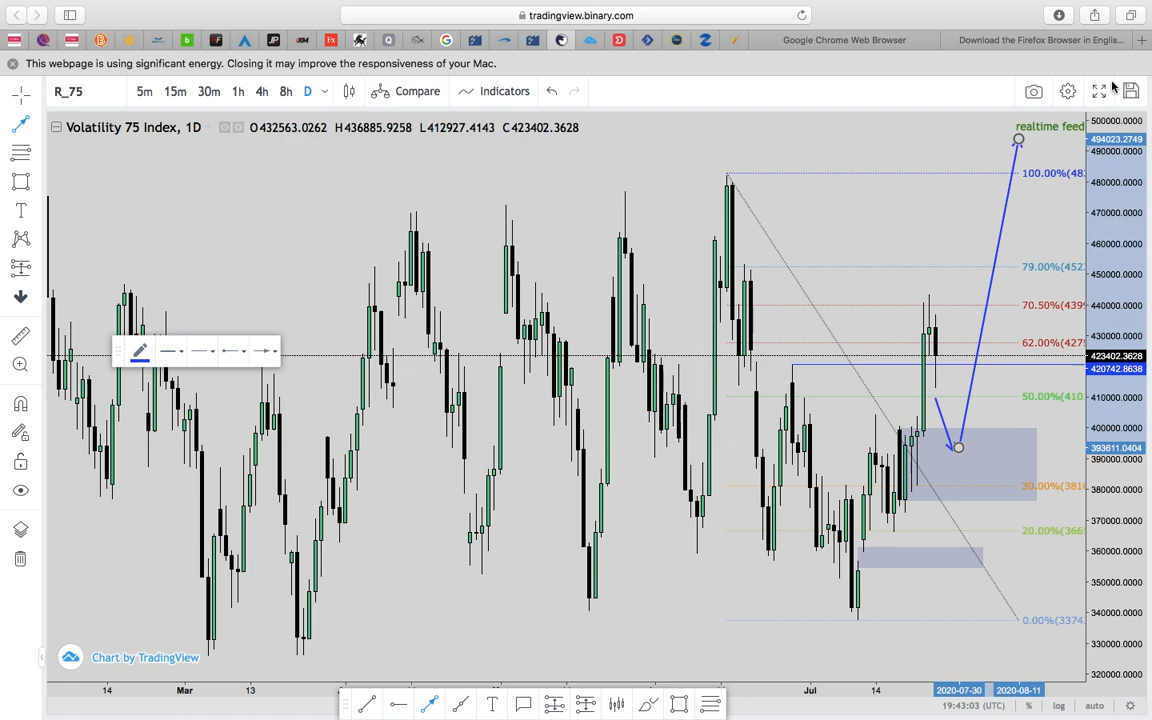 tradingview.binary.com
Google Chrome Web Browser
Download the Firefox Browser in Englis...
This webpage is using significant energy. Closing it may improve the responsiveness of your Mac.
R_75
5m 15m 30m 1h 4h 8h D
Compare
Indicators
Volatility 75 Index, 1D
O432563.0262 H436885.9258 L412927.4143 C423402.3628
realtime feed
500000.0000
494023.2749
490000.0000
100.00%(48
480000.0000
470000.0000
460000.0000
79.00%(452
450000.0000
440000.0000
70.50%(439
430000.0000
62.00%(427
423402.3628
420742.8638
410000.0000
50.00%(410
400000.0000
393611.0404
390000.0000
30.00%(3810
380000.0000
370000.0000
20.00%(366
360000.0000
350000.0000
340000.0000
0.00%(3374
330000.0000
320000.0000
Chart by TradingView
14 Mar 13 Jul 14 2020-07-30 2020-08-11
19:43:03 (UTC) % log auto